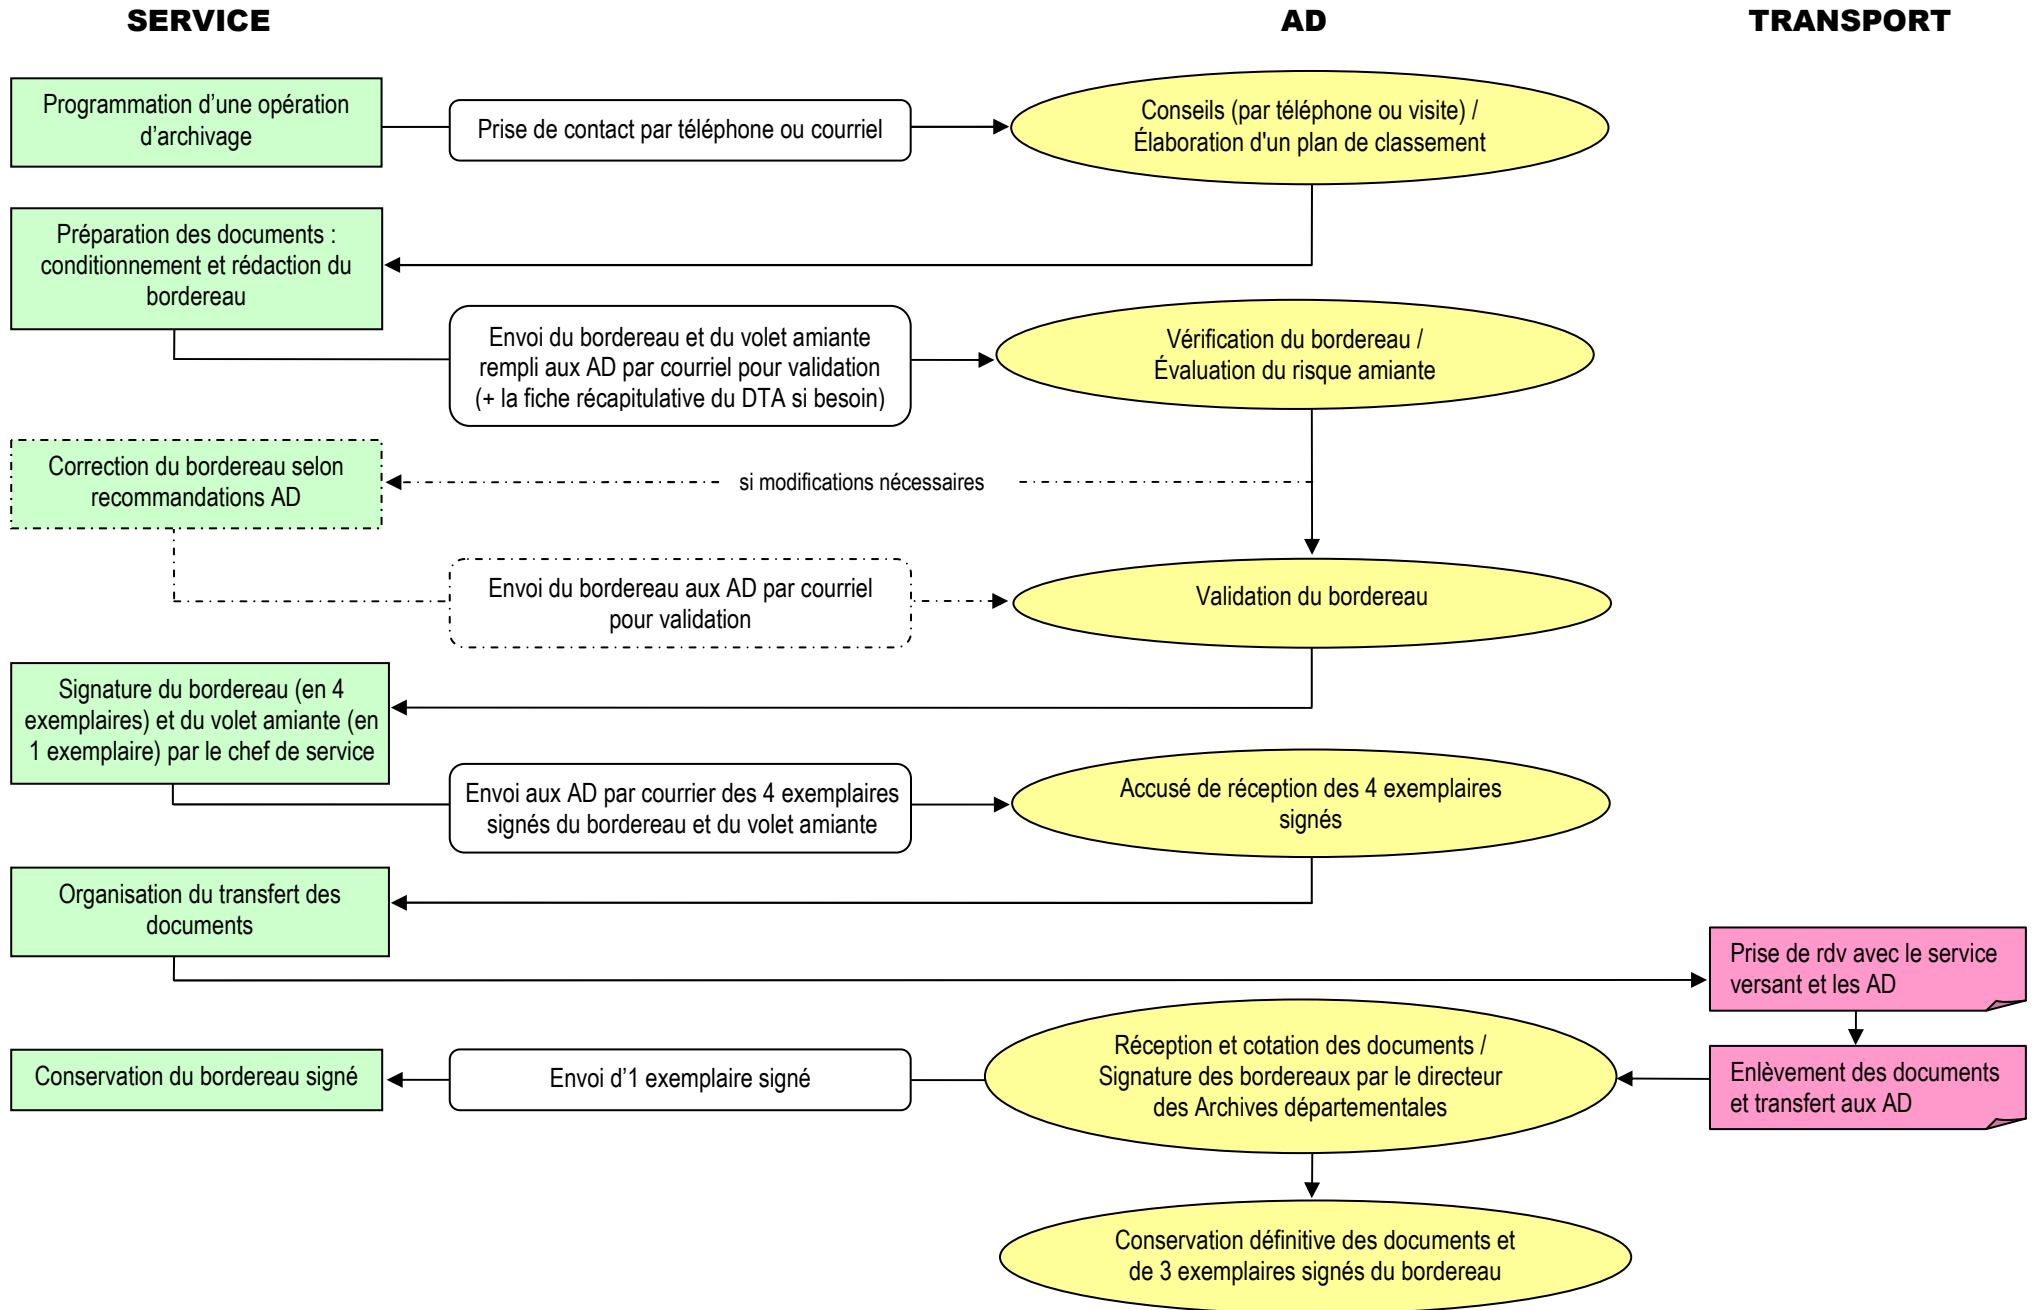 SERVICE
AD
TRANSPORT
Programmation d’une opération
d’archivage
Prise de contact par téléphone ou courriel
Conseils (par téléphone ou visite) /
Élaboration d'un plan de classement
Préparation des documents :
conditionnement et rédaction du
bordereau
Envoi du bordereau et du volet amiante
rempli aux AD par courriel pour validation
(+ la fiche récapitulative du DTA si besoin)
Vérification du bordereau /
Évaluation du risque amiante
Correction du bordereau selon
recommandations AD
si modifications nécessaires
Envoi du bordereau aux AD par courriel
pour validation
Validation du bordereau
Signature du bordereau (en 4
exemplaires) et du volet amiante (en
1 exemplaire) par le chef de service
Envoi aux AD par courrier des 4 exemplaires
signés du bordereau et du volet amiante
Accusé de réception des 4 exemplaires
signés
Organisation du transfert des
documents
Prise de rdv avec le service
versant et les AD
Conservation du bordereau signé
Envoi d’1 exemplaire signé
Réception et cotation des documents /
Signature des bordereaux par le directeur
des Archives départementales
Enlèvement des documents
et transfert aux AD
Conservation définitive des documents et
de 3 exemplaires signés du bordereau